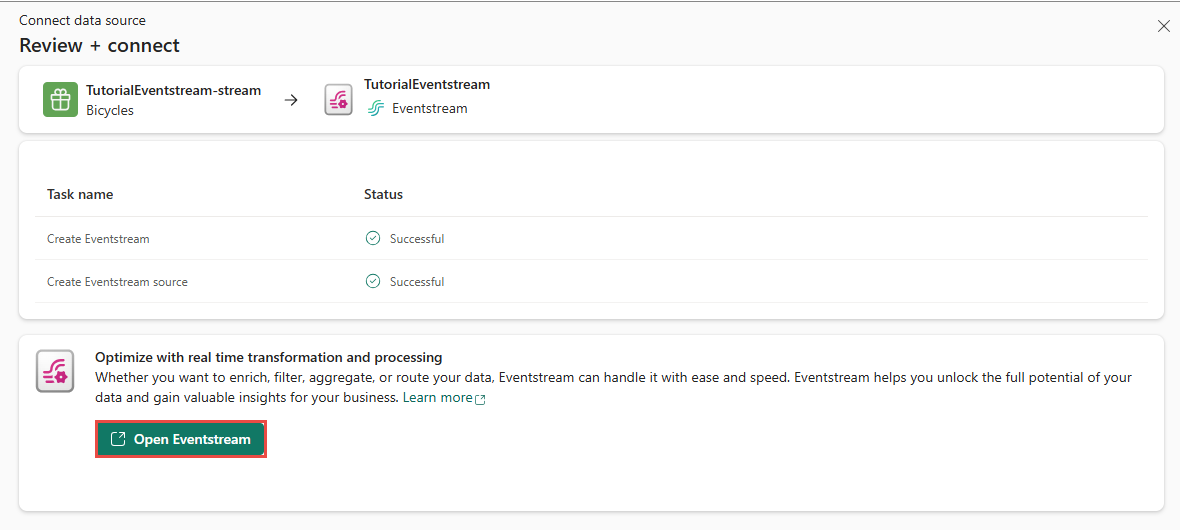 Connect data source
Review + connect
TutorialEventstream-stream
Bicycles
TutorialEventstream
Eventstream
Task name Status
Create Eventstream Successful
Create Eventstream source Successful
Optimize with real time transformation and processing
Whether you want to enrich, filter, aggregate, or route your data, Eventstream can handle it with ease and speed. Eventstream helps you unlock the full potential of your
data and gain valuable insights for your business. Learn more
Open Eventstream